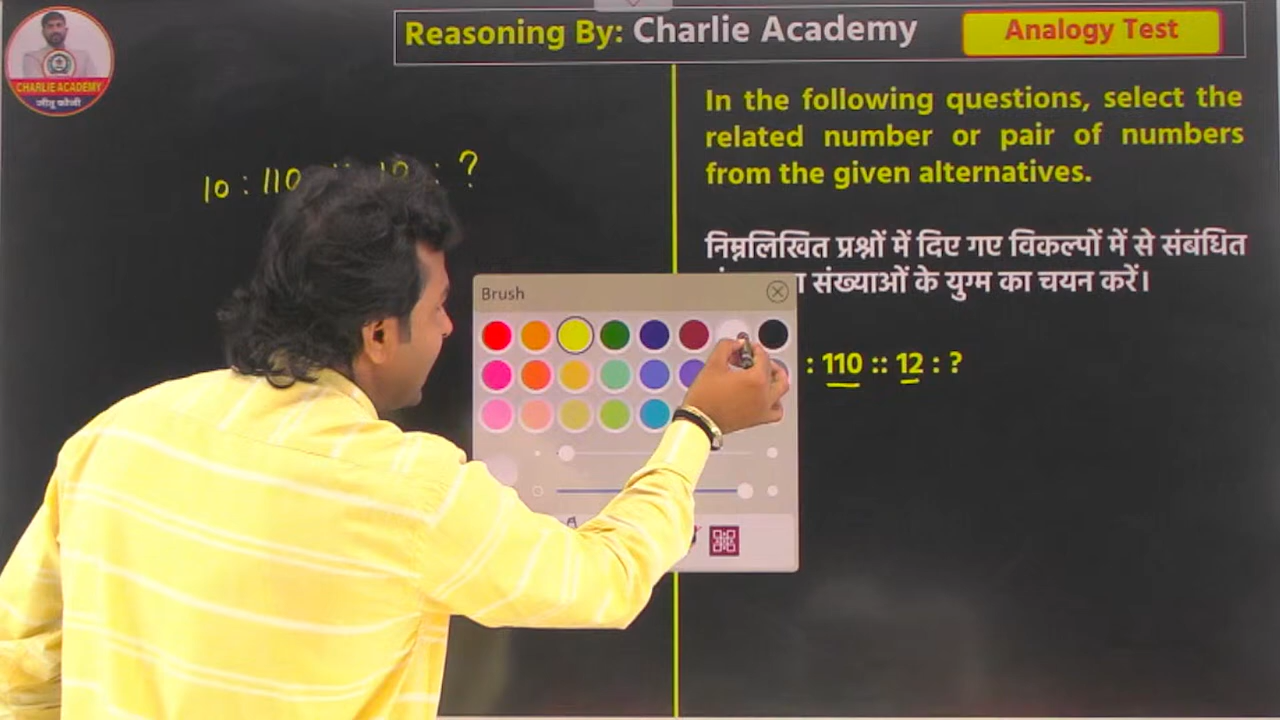 Reasoning By: Charlie Academy
Analogy Test
CHARLIE ACADEMY
जीतू फौजी
10 : 110 :: 12 : ?
In the following questions, select the
related number or pair of numbers
from the given alternatives.
निम्नलिखित प्रश्नों में दिए गए विकल्पों में से संबंधित
संख्याओं के युग्म का चयन करें।
Brush
: 110 :: 12 : ?